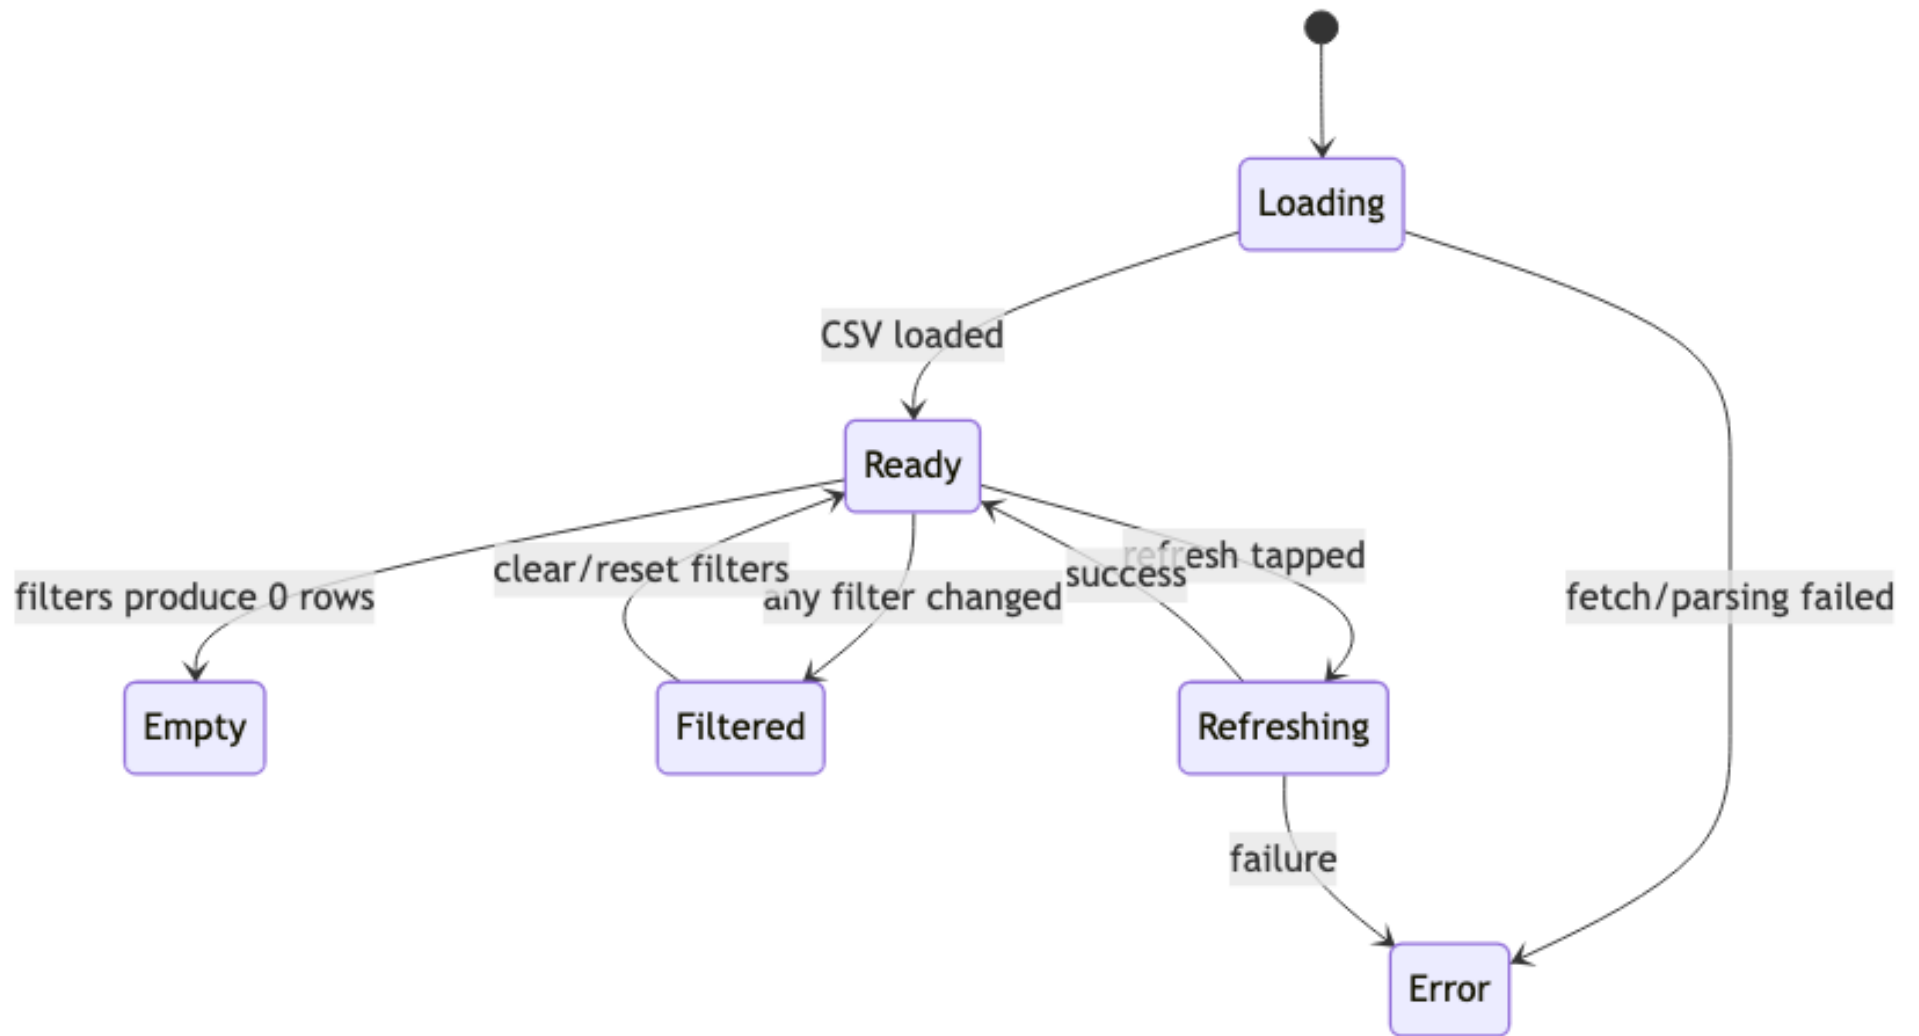 Loading
CSV loaded
Ready
refresh tapped
clear/reset filters
success
filters produce 0 rows
any filter changed
fetch/parsing failed
Empty
Filtered
Refreshing
failure
Error